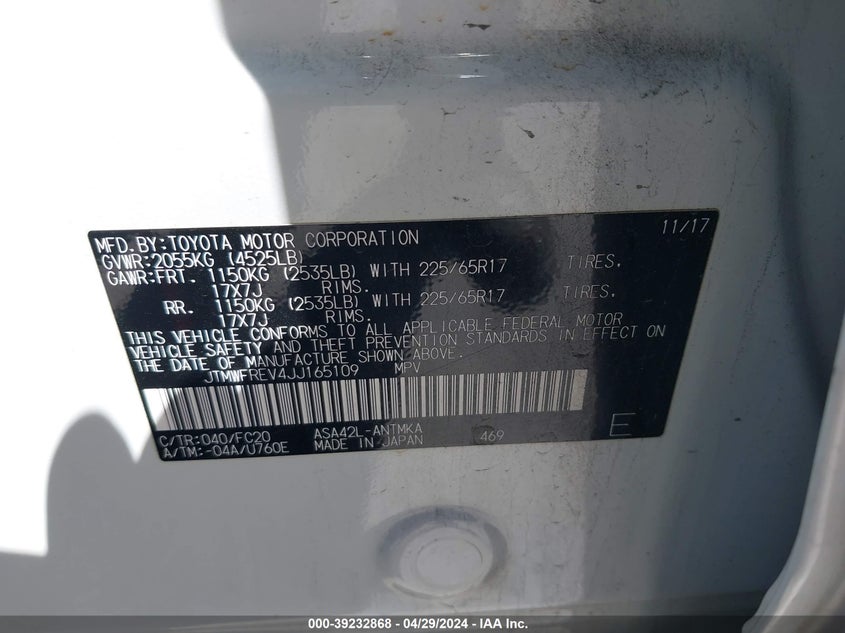 11/17
MFD.BY:TOYOTA MOTOR CORPORATION
GVWR:2055KG (4525LB)
GAWR:FRT. 1150KG (2535LB) WITH 225/65R17 TIRES.
17X7J RIMS.
RR. 1150KG (2535LB) WITH 225/65R17 TIRES.
17X7J RIMS.
THIS VEHICLE CONFORMS TO ALL APPLICABLE FEDERAL MOTOR
VEHICLE SAFETY AND THEFT PREVENTION STANDARDS IN EFFECT ON
THE DATE OF MANUFACTURE SHOWN ABOVE.
JTMWFREV4JJ165109 MPV
C/TR:040/FC20 ASA42L-ANTMKA
A/TM:-04A/U760E MADE IN JAPAN 469 E
000-39232868 - 04/29/2024 - IAA Inc.